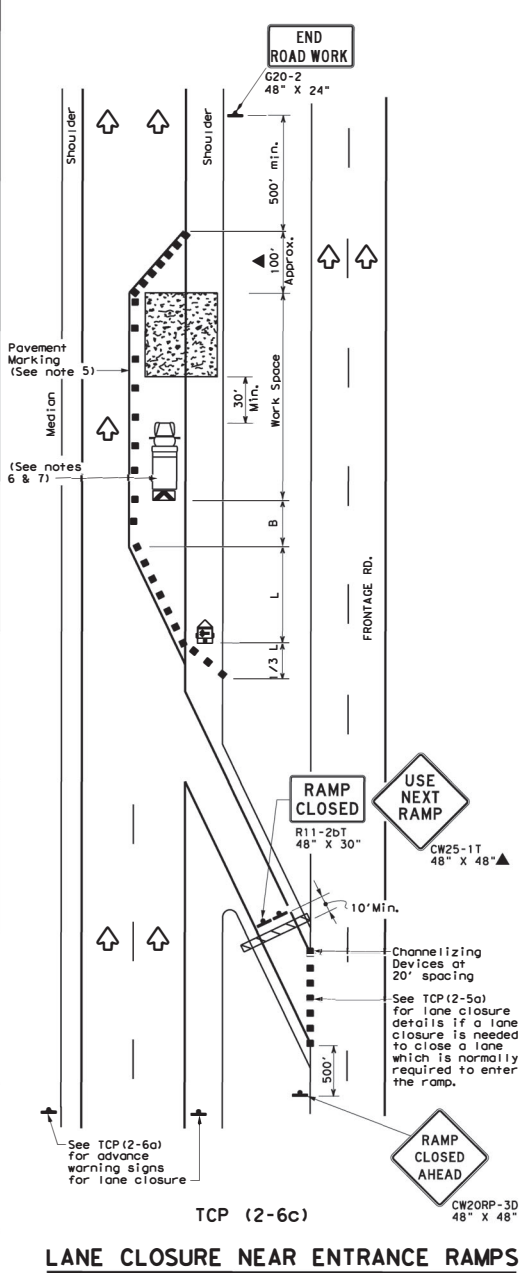 END
ROAD WORK
G20-2
48" X 24"
Shoulder
Shoulder
500' min.
▲ 100'
Approx.
Pavement
Marking
(See note 5)
Median
30'
Min.
Work Space
(See notes
6 & 7)
B
L
1/3 L
FRONTAGE RD.
RAMP
CLOSED
R11-2bT
48" X 30"
USE
NEXT
RAMP
CW25-1T
48" X 48"▲
10'Min.
Channelizing
Devices at
20' spacing
See TCP(2-5a)
for lane closure
details if a lane
closure is needed
to close a lane
which is normally
required to enter
the ramp.
500'
See TCP(2-6a)
for advance
warning signs
for lane closure
RAMP
CLOSED
AHEAD
CW20RP-3D
48" X 48"
TCP (2-6c)
LANE CLOSURE NEAR ENTRANCE RAMPS